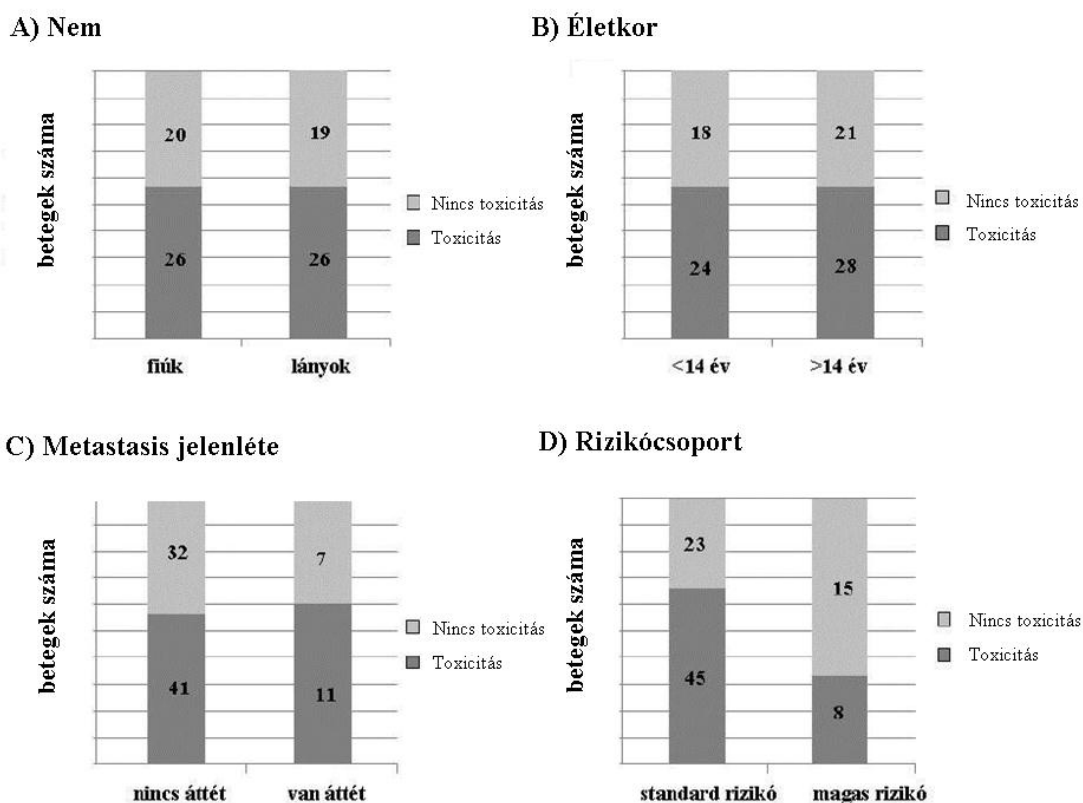 A) Nem
betegek száma
20
19
26
26
Nincs toxicitás
Toxicitás
fiúk
lányok
B) Életkor
betegek száma
18
21
24
28
Nincs toxicitás
Toxicitás
<14 év
>14 év
C) Metastasis jelenléte
betegek száma
32
7
41
11
Nincs toxicitás
Toxicitás
nincs áttét
van áttét
D) Rizikócsoport
betegek száma
23
15
45
8
Nincs toxicitás
Toxicitás
standard rizikó
magas rizikó